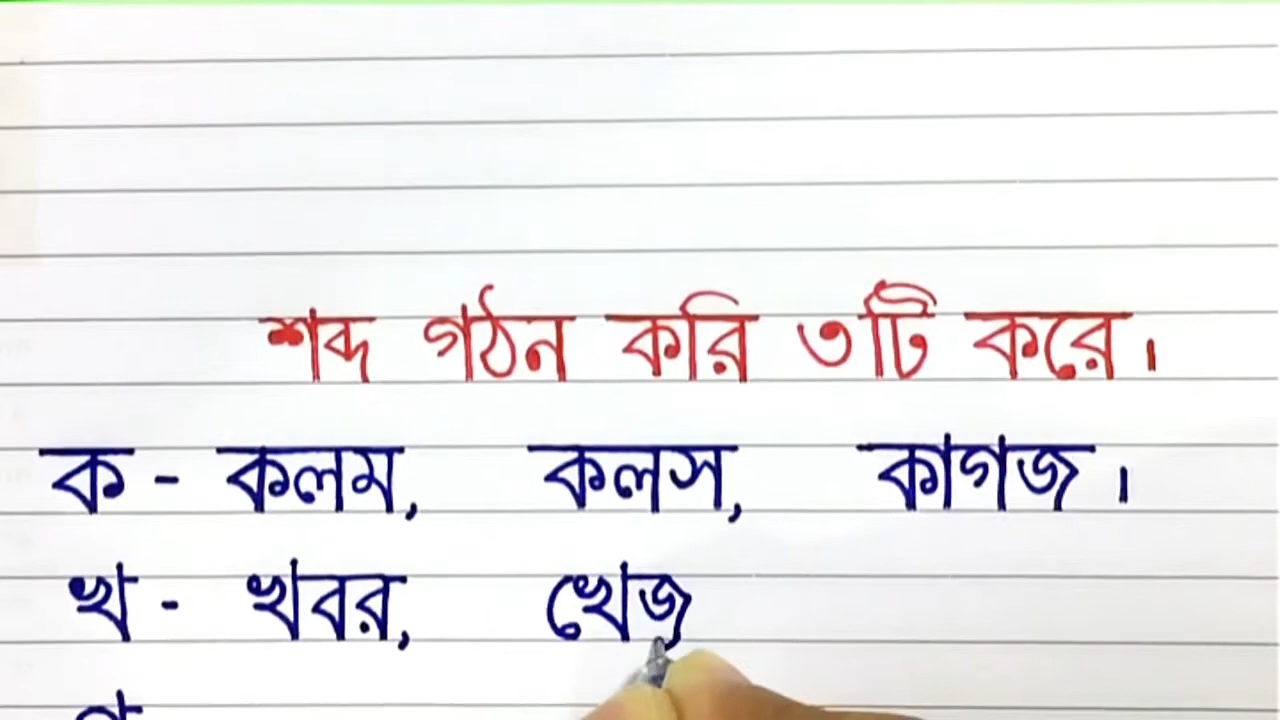 শব্দ গঠন করি ৩টি করে।
ক - কলম, কলস, কাগজ।
খ - খবর, খেজ